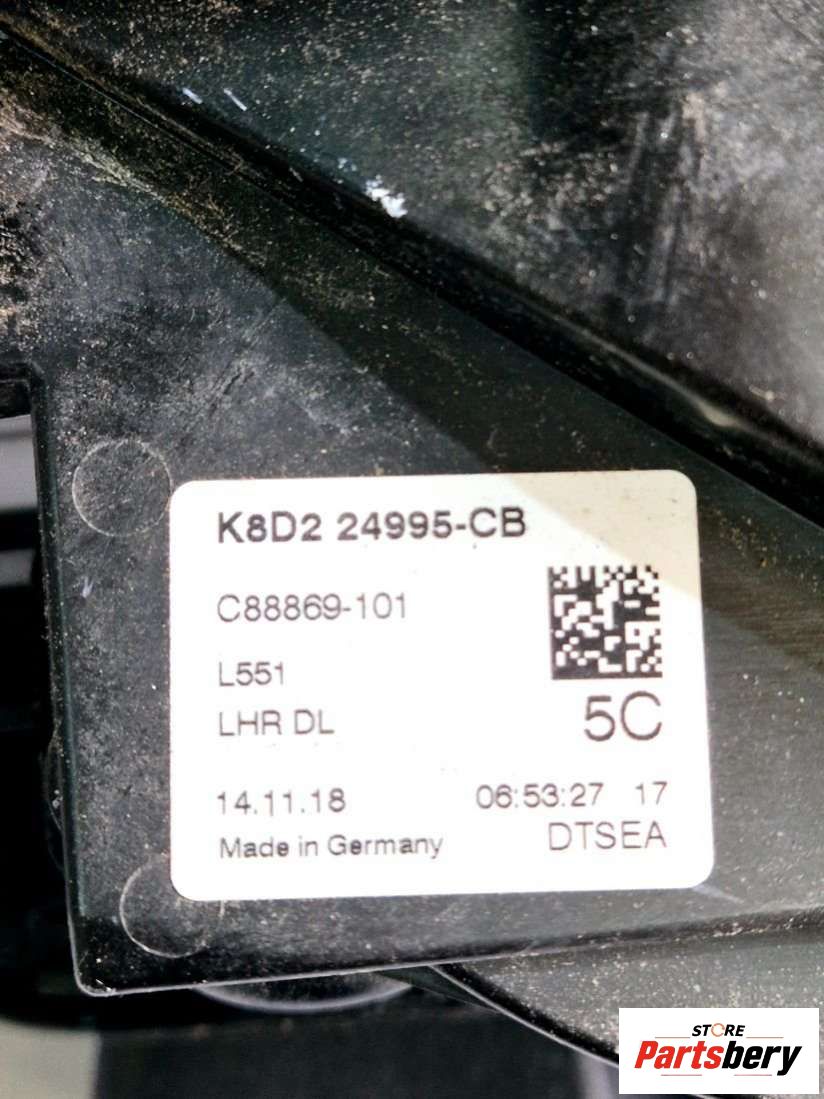 K8D2 24995-CB
C88869-101
L551
LHR DL
5C
14.11.18 06:53:27 17
Made in Germany DTSEA
STORE
Partsbery